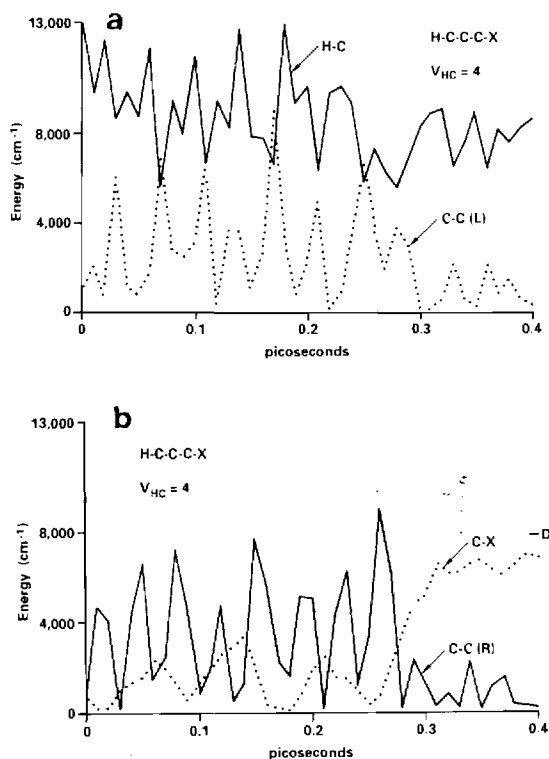 a
13,000
8,000
4,000
0
Energy (cm⁻¹)
H-C
H-C-C-C-X
V_HC = 4
C-C (L)
0 0.1 0.2 0.3 0.4
picoseconds
b
13,000
8,000
4,000
0
Energy (cm⁻¹)
H-C-C-C-X
V_HC = 4
C-X
–D
C-C (R)
0 0.1 0.2 0.3 0.4
picoseconds